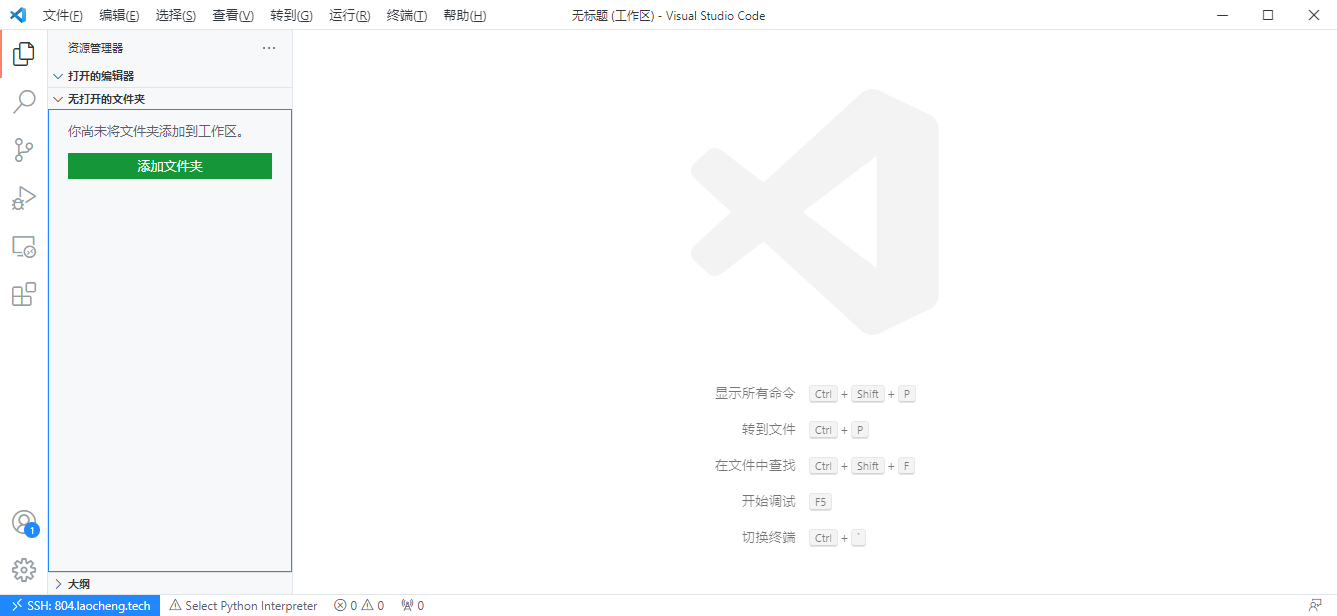 文件(F) 编辑(E) 选择(S) 查看(V) 转到(G) 运行(R) 终端(T) 帮助(H) 无标题 (工作区) - Visual Studio Code
资源管理器 ...
打开的编辑器
无打开的文件夹
你尚未将文件夹添加到工作区。
添加文件夹
显示所有命令 Ctrl + Shift + P
转到文件 Ctrl + P
在文件中查找 Ctrl + Shift + F
开始调试 F5
切换终端 Ctrl + `
1
大纲
SSH: 804.laocheng.tech Select Python Interpreter 0 0 0